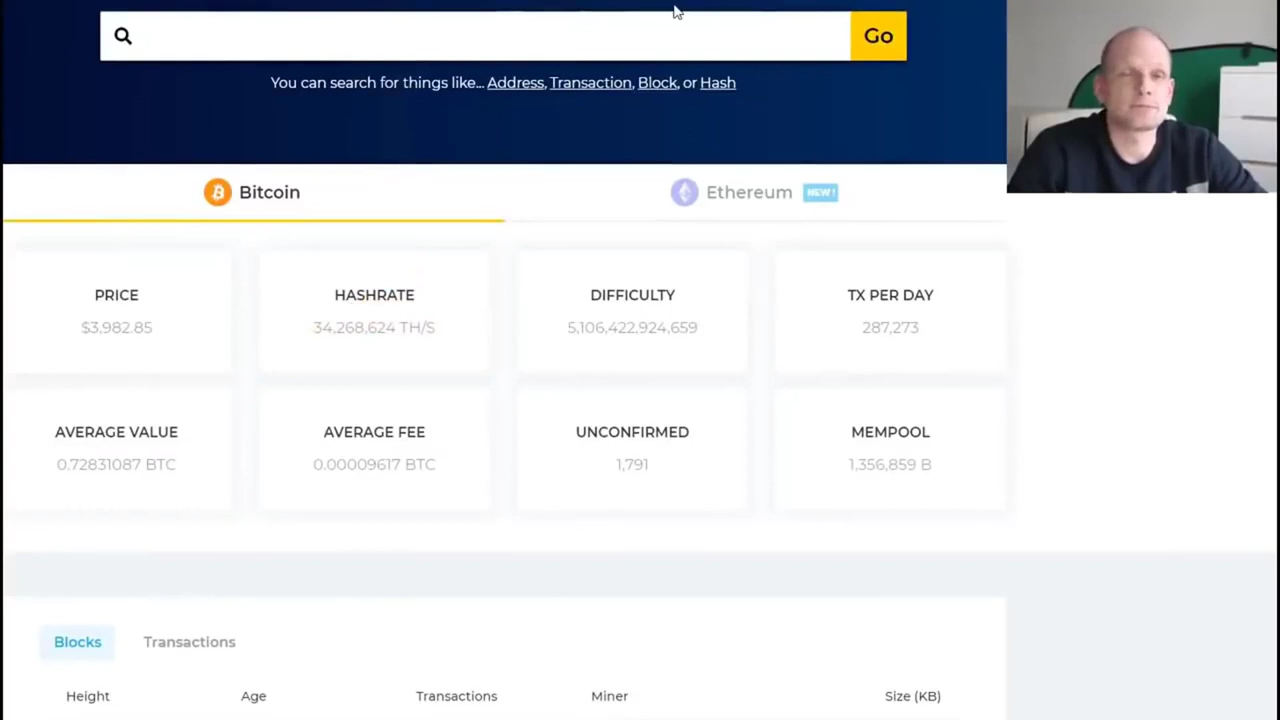 Go
You can search for things like... Address, Transaction, Block, or Hash
Bitcoin
Ethereum NEW!
PRICE HASHRATE DIFFICULTY TX PER DAY
$3,982.85 34,268,624 TH/S 5,106,422,924,659 287,273
AVERAGE VALUE AVERAGE FEE UNCONFIRMED MEMPOOL
0.72831087 BTC 0.00009617 BTC 1,791 1,356,859 B
Blocks Transactions
Height Age Transactions Miner Size (KB)